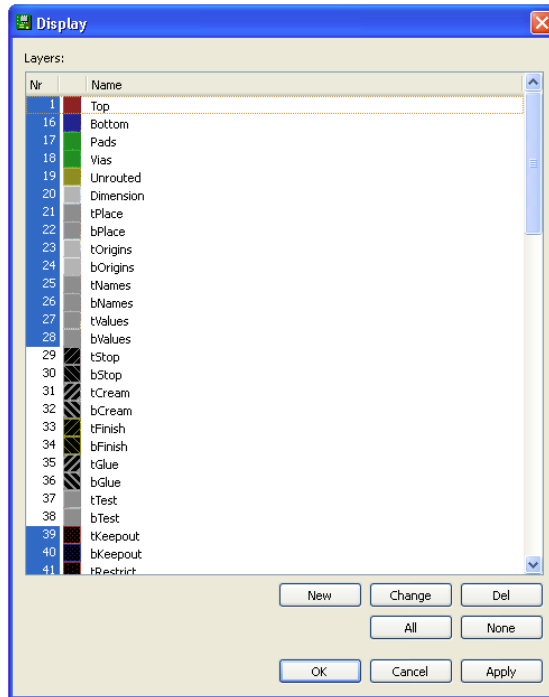 Display
Layers:
Nr Name
1 Top
16 Bottom
17 Pads
18 Vias
19 Unrouted
20 Dimension
21 tPlace
22 bPlace
23 tOrigins
24 bOrigins
25 tNames
26 bNames
27 tValues
28 bValues
29 tStop
30 bStop
31 tCream
32 bCream
33 tFinish
34 bFinish
35 tGlue
36 bGlue
37 tTest
38 bTest
39 tKeepout
40 bKeepout
41 tRestrict
New Change Del
All None
OK Cancel Apply